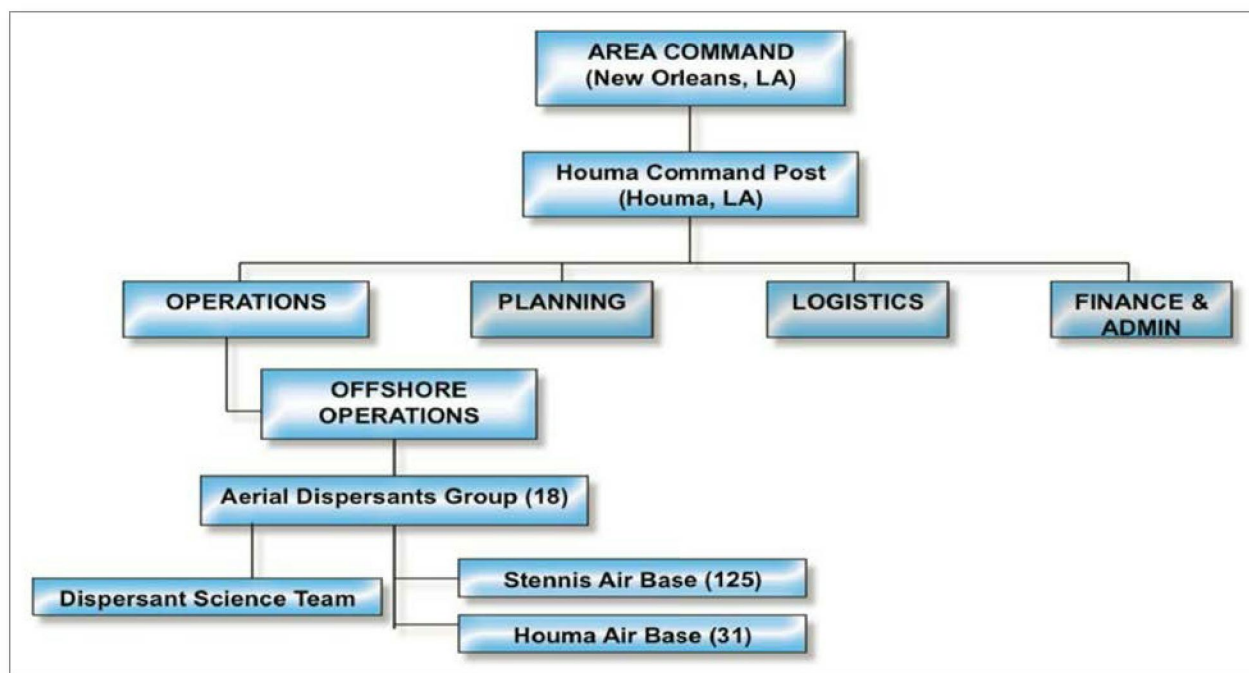 AREA COMMAND
(New Orleans, LA)
Houma Command Post
(Houma, LA)
OPERATIONS
PLANNING
LOGISTICS
FINANCE &
ADMIN
OFFSHORE
OPERATIONS
Aerial Dispersants Group (18)
Dispersant Science Team
Stennis Air Base (125)
Houma Air Base (31)